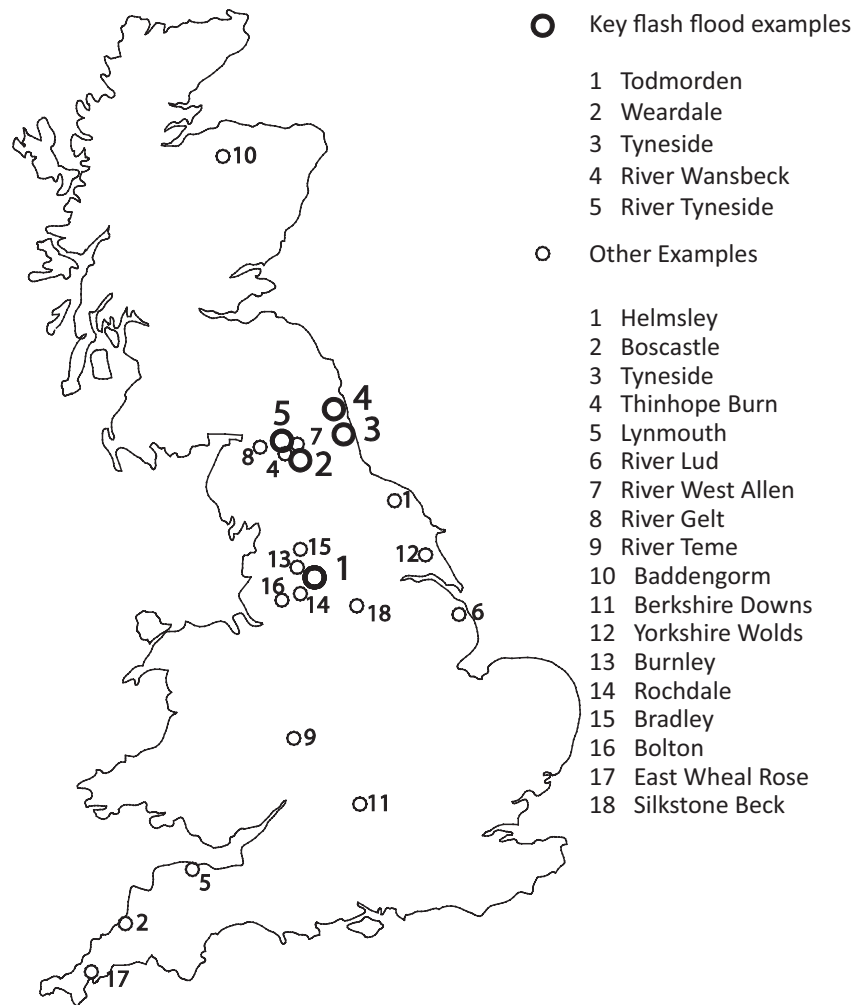 Key flash flood examples
1 Todmorden
2 Weardale
3 Tyneside
4 River Wansbeck
5 River Tyneside
Other Examples
1 Helmsley
2 Boscastle
3 Tyneside
4 Thinhope Burn
5 Lynmouth
6 River Lud
7 River West Allen
8 River Gelt
9 River Teme
10 Baddengorm
11 Berkshire Downs
12 Yorkshire Wolds
13 Burnley
14 Rochdale
15 Bradley
16 Bolton
17 East Wheal Rose
18 Silkstone Beck
10
4
5
3
7
8
4
2
1
15
12
13
1
16
14
18
6
9
11
5
2
17